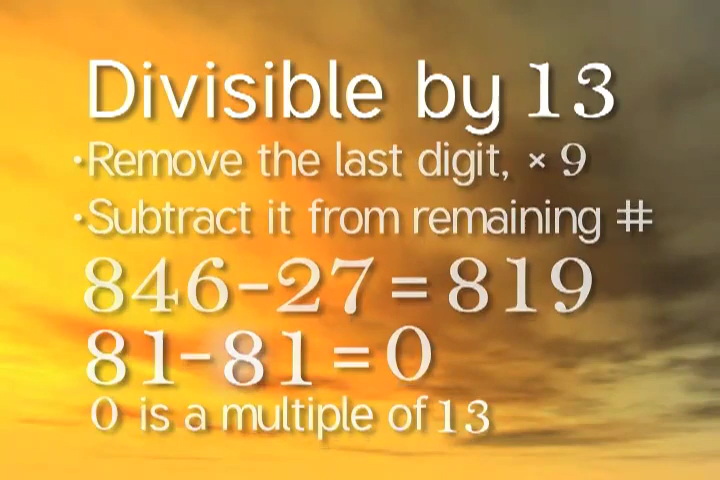 Divisible by 13
·Remove the last digit, × 9
·Subtract it from remaining #
846-27=819
81-81=0
0 is a multiple of 13